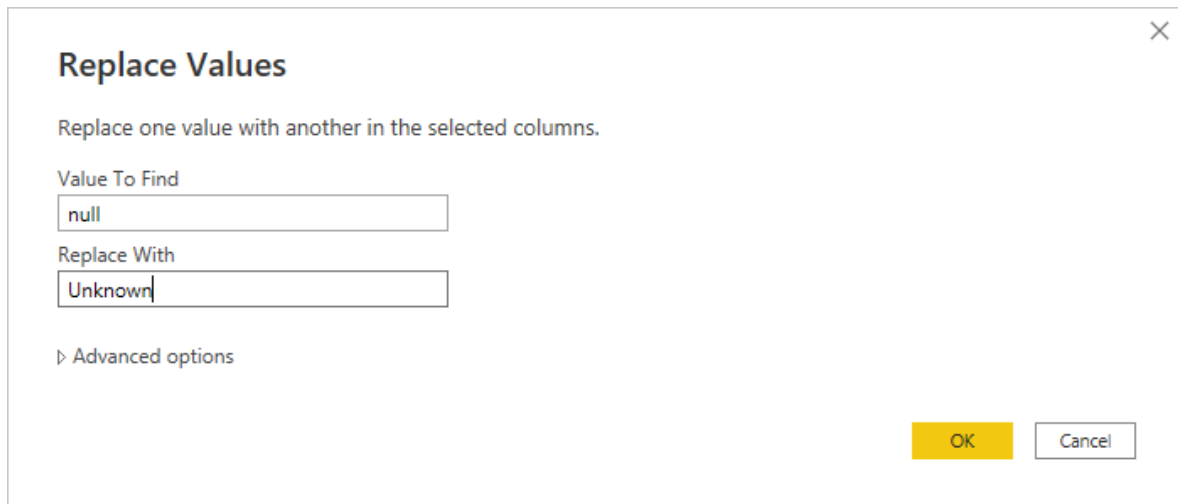 Replace Values
Replace one value with another in the selected columns.
Value To Find
null
Replace With
Unknown
Advanced options
OK
Cancel